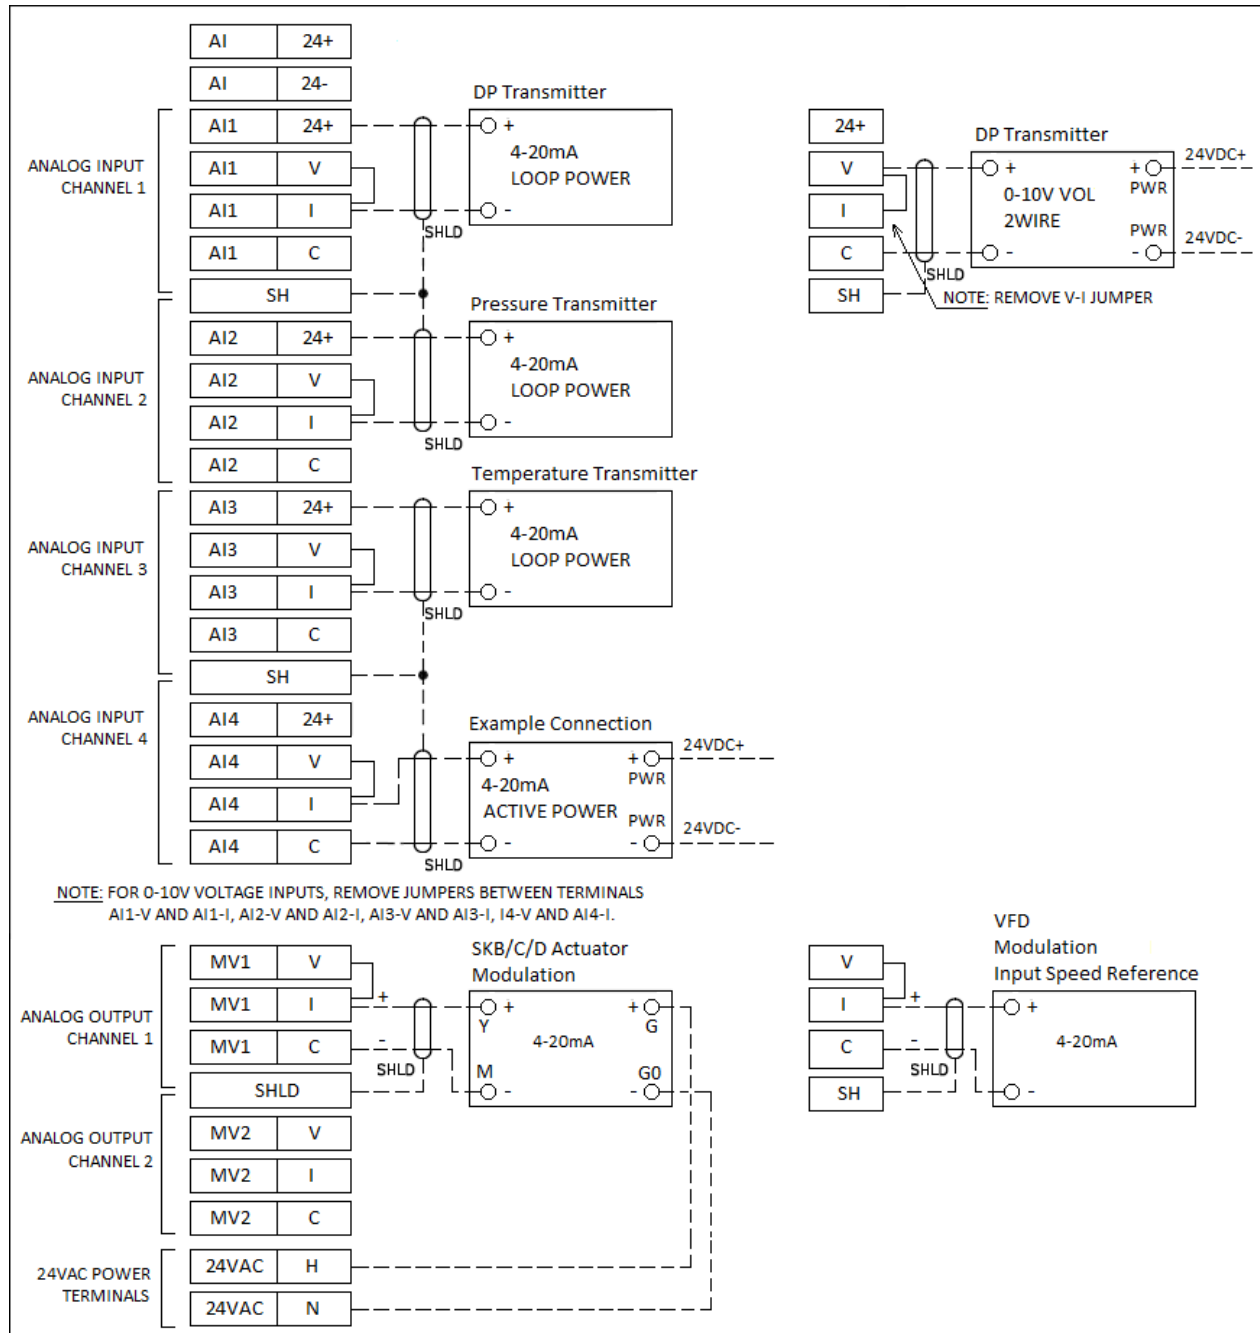 AI 24+
AI 24-
ANALOG INPUT
CHANNEL 1
AI1 24+
AI1 V
AI1 I
AI1 C
SH
DP Transmitter
+
4-20mA
LOOP POWER
-
SHLD
24+
V
I
C
SH
DP Transmitter
+
0-10V VOL
2WIRE
-
+
PWR
PWR
-
24VDC+
24VDC-
SHLD
NOTE: REMOVE V-I JUMPER
ANALOG INPUT
CHANNEL 2
AI2 24+
AI2 V
AI2 I
AI2 C
Pressure Transmitter
+
4-20mA
LOOP POWER
-
SHLD
ANALOG INPUT
CHANNEL 3
AI3 24+
AI3 V
AI3 I
AI3 C
SH
Temperature Transmitter
+
4-20mA
LOOP POWER
-
SHLD
ANALOG INPUT
CHANNEL 4
AI4 24+
AI4 V
AI4 I
AI4 C
Example Connection
+
4-20mA
ACTIVE POWER
-
+
PWR
PWR
-
24VDC+
24VDC-
SHLD
NOTE: FOR 0-10V VOLTAGE INPUTS, REMOVE JUMPERS BETWEEN TERMINALS
AI1-V AND AI1-I, AI2-V AND AI2-I, AI3-V AND AI3-I, I4-V AND AI4-I.
ANALOG OUTPUT
CHANNEL 1
MV1 V
MV1 I
MV1 C
SHLD
+
-
SHLD
SKB/C/D Actuator
Modulation
+
Y
4-20mA
M
-
+
G
G0
-
V
I
C
SH
+
-
SHLD
VFD
Modulation
Input Speed Reference
+
4-20mA
-
ANALOG OUTPUT
CHANNEL 2
MV2 V
MV2 I
MV2 C
24VAC POWER
TERMINALS
24VAC H
24VAC N